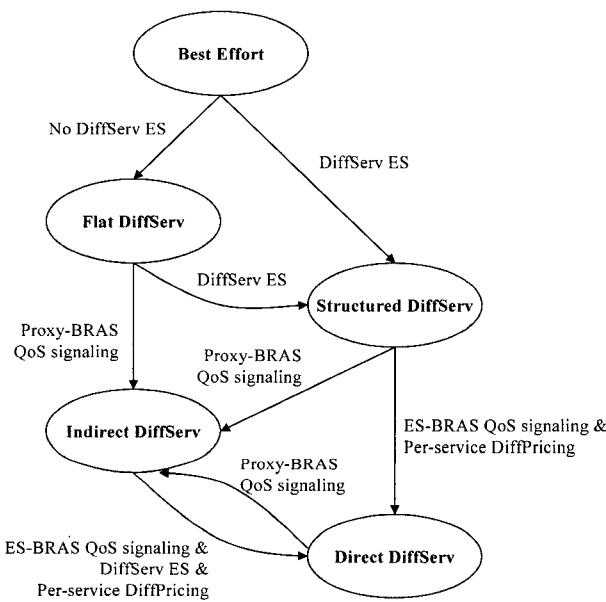 Best Effort
No DiffServ ES
DiffServ ES
Flat DiffServ
DiffServ ES
Structured DiffServ
Proxy-BRAS
QoS signaling
Proxy-BRAS
QoS signaling
Indirect DiffServ
ES-BRAS QoS signaling &
Per-service DiffPricing
Proxy-BRAS
QoS signaling
ES-BRAS QoS signaling &
DiffServ ES &
Per-service DiffPricing
Direct DiffServ